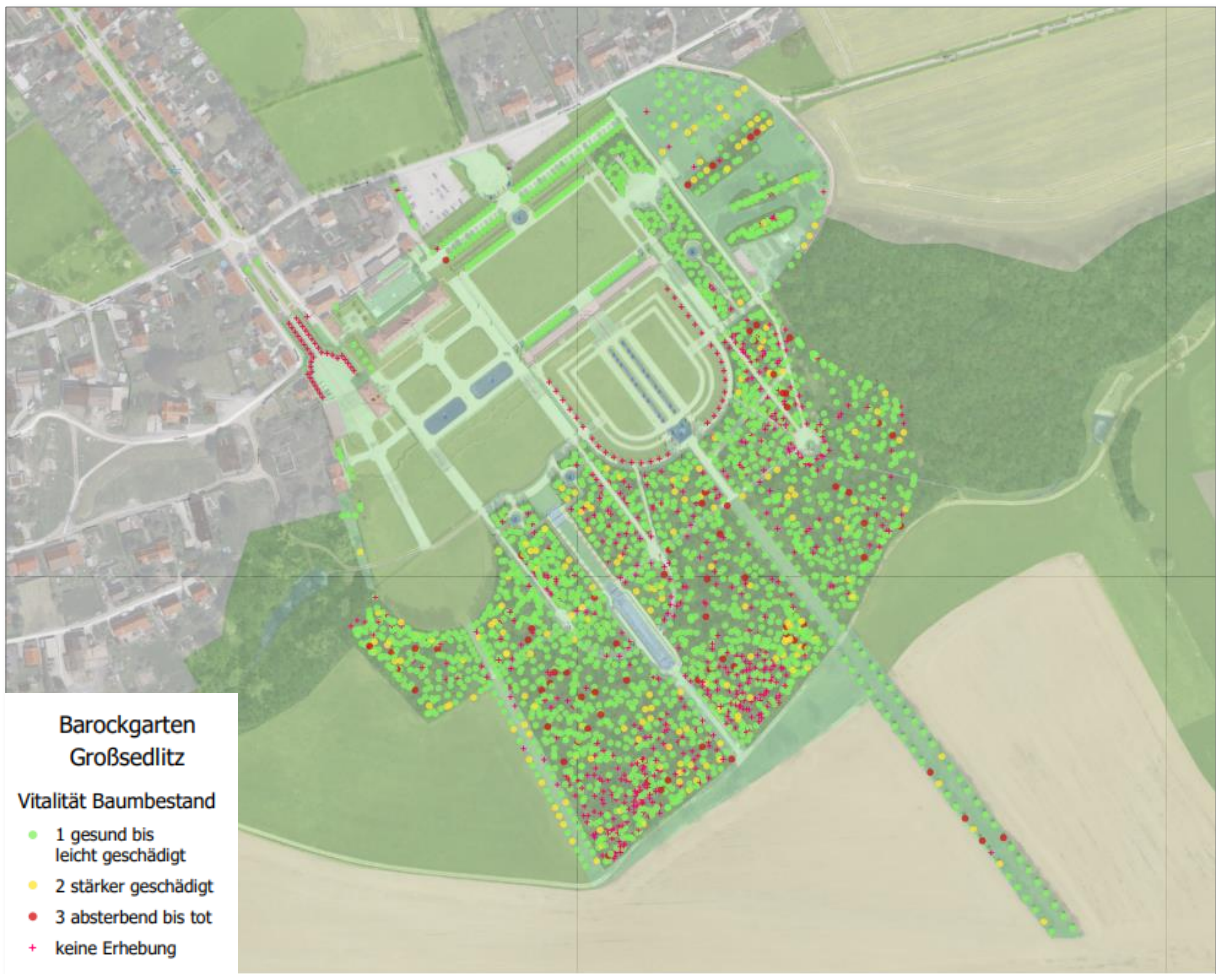 Barockgarten
Großsedlitz
Vitalität Baumbestand
1 gesund bis
leicht geschädigt
2 stärker geschädigt
3 absterbend bis tot
keine Erhebung